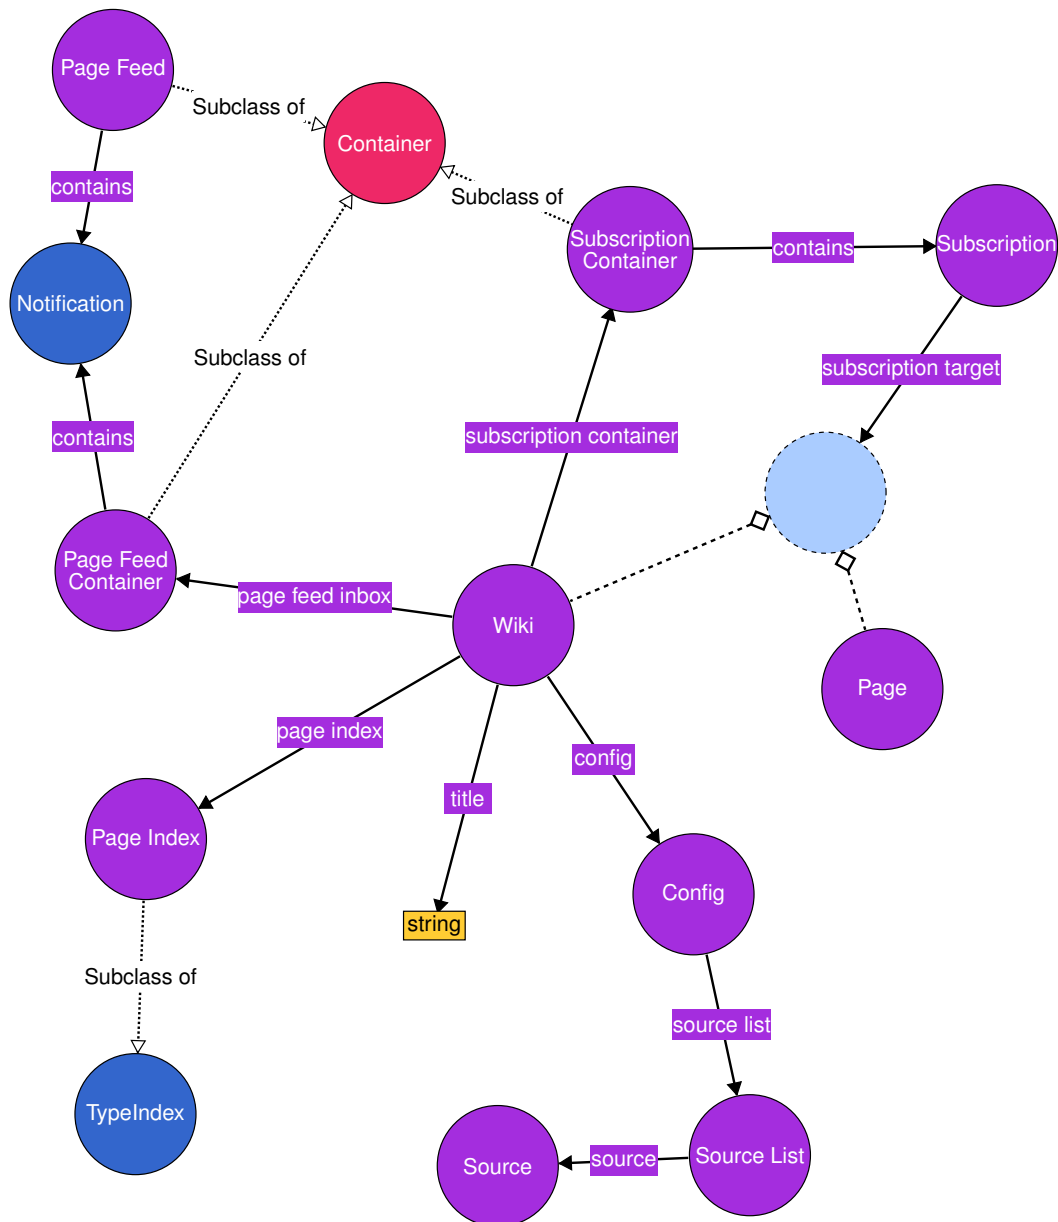 Page Feed
Subclass of
Container
contains
Subclass of
Subscription
Container
contains
Subscription
Notification
Subclass of
subscription target
contains
subscription container
Page Feed
Container
page feed inbox
Wiki
Page
page index
config
title
Page Index
Config
string
Subclass of
source list
TypeIndex
Source
source
Source List